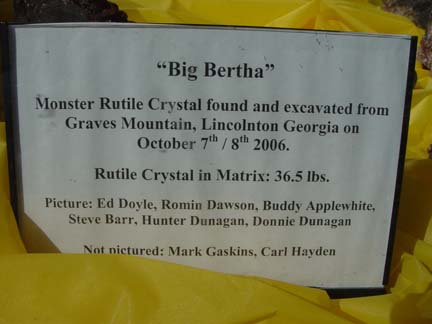 “Big Bertha”
Monster Rutile Crystal found and excavated from
Graves Mountain, Lincolnton Georgia on
October 7th / 8th 2006.
Rutile Crystal in Matrix: 36.5 lbs.
Picture: Ed Doyle, Romin Dawson, Buddy Applewhite,
Steve Barr, Hunter Dunagan, Donnie Dunagan
Not pictured: Mark Gaskins, Carl Hayden